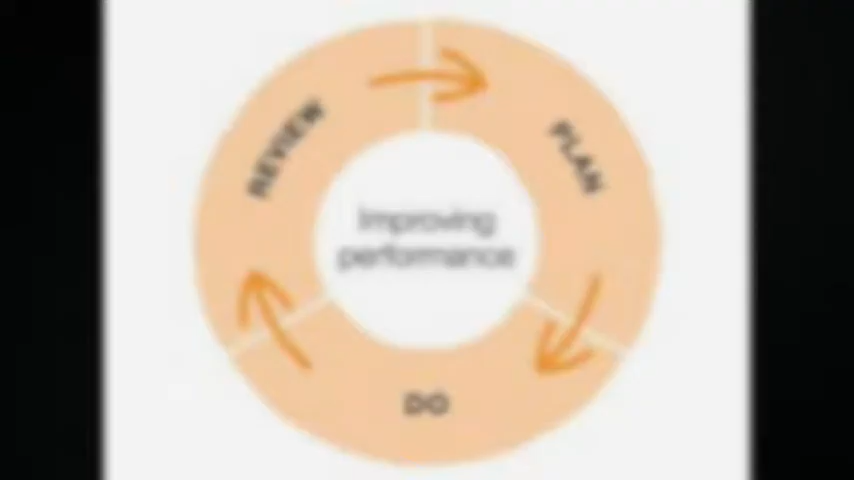 REVIEW
PLAN
Improving
performance
DO